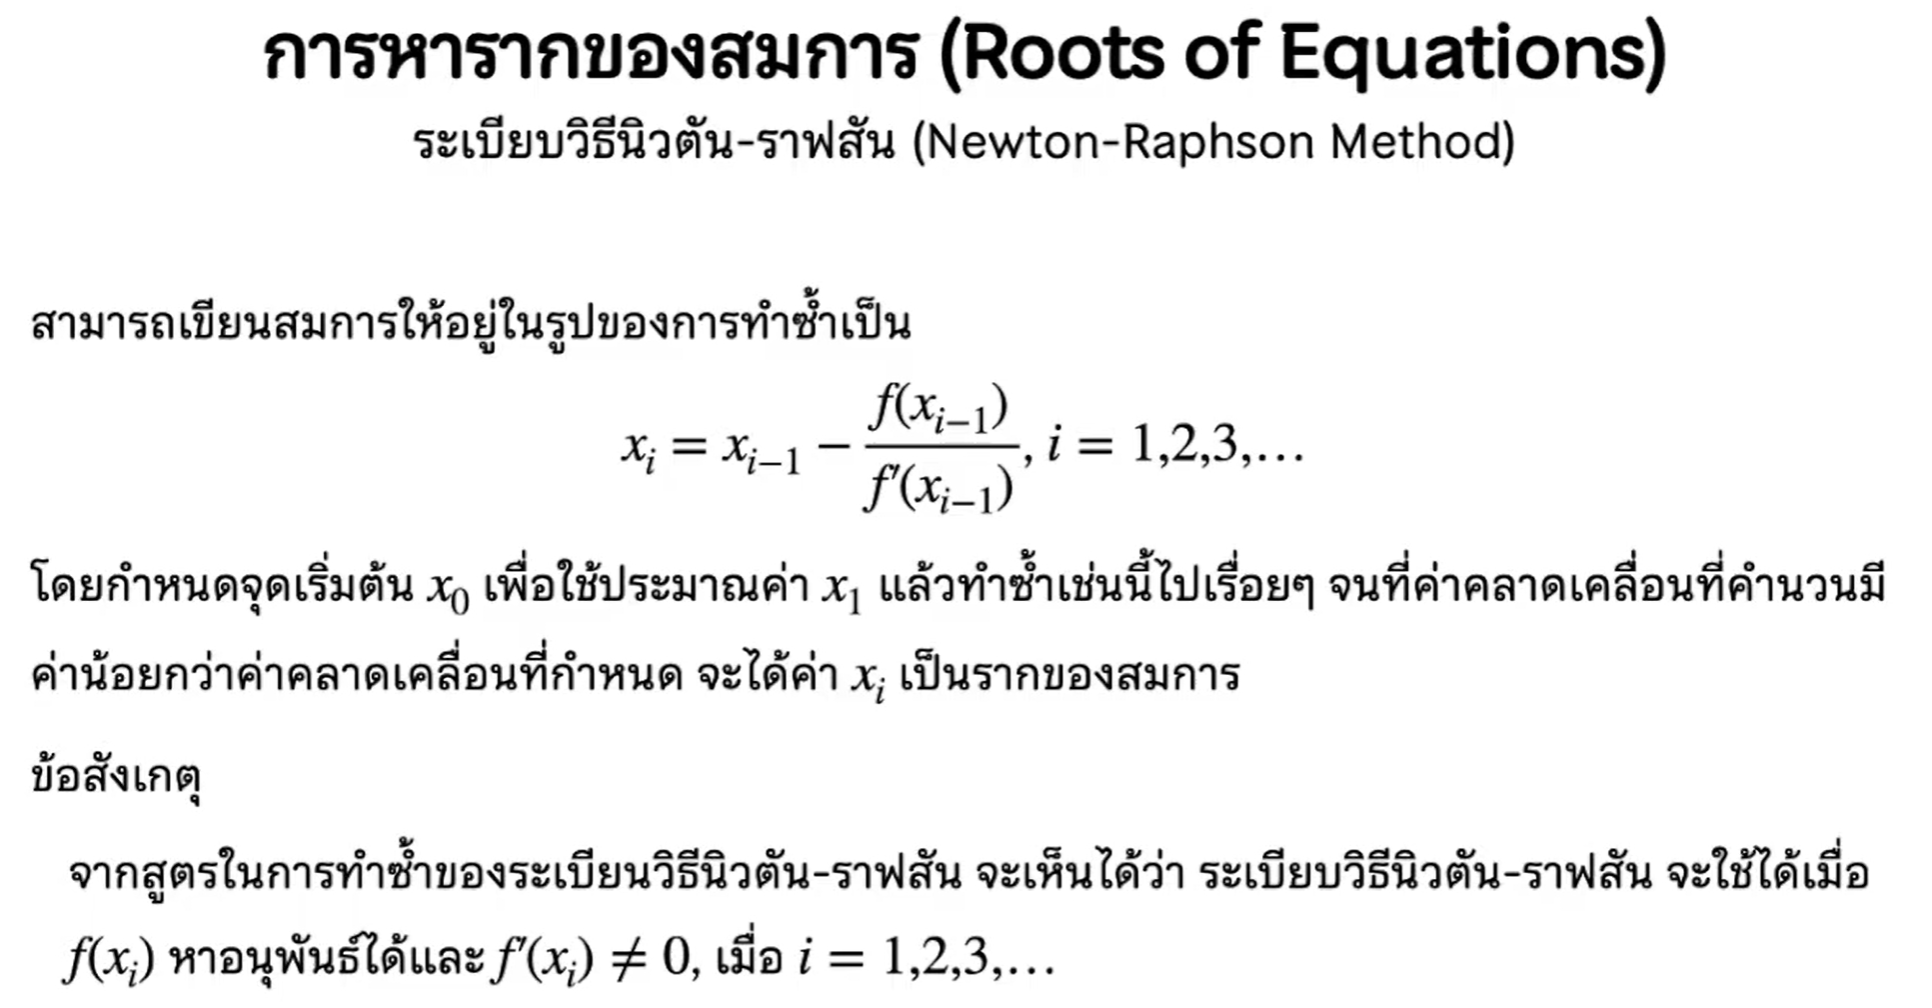 การหารากของสมการ (Roots of Equations)
ระเบียบวิธีนิวตัน-ราฟสัน (Newton-Raphson Method)
สามารถเขียนสมการให้อยู่ในรูปของการทำซ้ำเป็น
x_i = x_{i−1} − f(x_{i−1}) / f′(x_{i−1}), i = 1,2,3,…
โดยกำหนดจุดเริ่มต้น x_0 เพื่อใช้ประมาณค่า x_1 แล้วทำซ้ำเช่นนี้ไปเรื่อยๆ จนที่ค่าคลาดเคลื่อนที่คำนวนมี
ค่าน้อยกว่าค่าคลาดเคลื่อนที่กำหนด จะได้ค่า x_i เป็นรากของสมการ
ข้อสังเกตุ
จากสูตรในการทำซ้ำของระเบียนวิธีนิวตัน-ราฟสัน จะเห็นได้ว่า ระเบียบวิธีนิวตัน-ราฟสัน จะใช้ได้เมื่อ
f(x_i) หาอนุพันธ์ได้และ f′(x_i) ≠ 0, เมื่อ i = 1,2,3,…